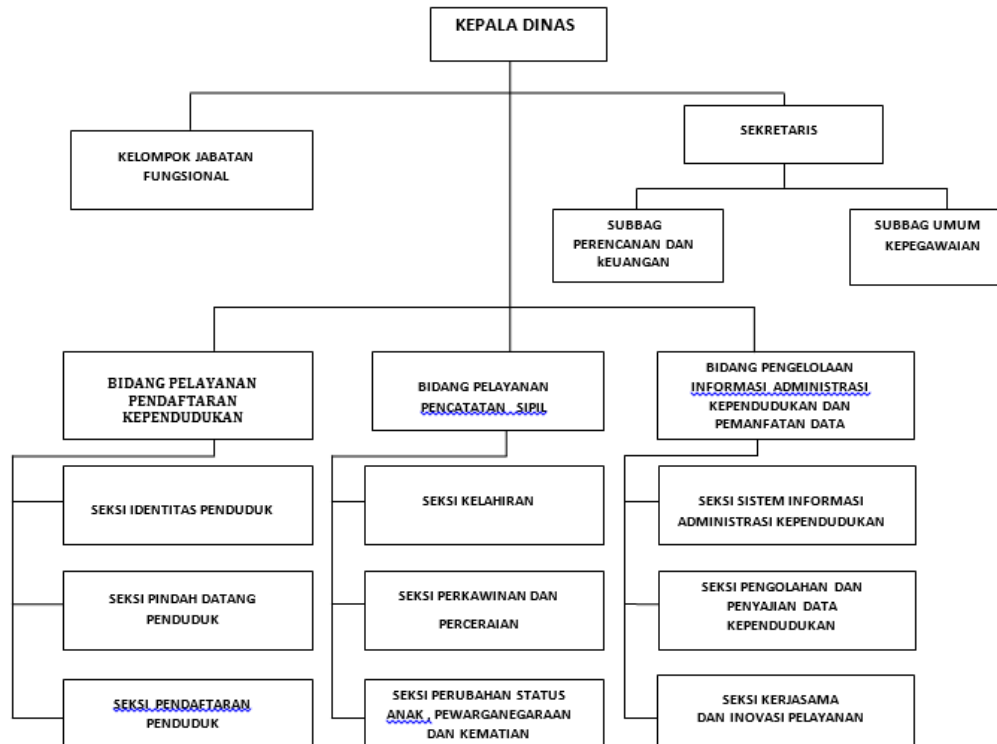 KEPALA DINAS
KELOMPOK JABATAN
FUNGSIONAL
SEKRETARIS
SUBBAG
PERENCANAN DAN
kEUANGAN
SUBBAG UMUM
KEPEGAWAIAN
BIDANG PELAYANAN
PENDAFTARAN
KEPENDUDUKAN
BIDANG PELAYANAN
PENCATATAN SIPIL
BIDANG PENGELOLAAN
INFORMASI ADMINISTRASI
KEPENDUDUKAN DAN
PEMANFATAN DATA
SEKSI IDENTITAS PENDUDUK
SEKSI PINDAH DATANG
PENDUDUK
SEKSI PENDAFTARAN
PENDUDUK
SEKSI KELAHIRAN
SEKSI PERKAWINAN DAN
PERCERAIAN
SEKSI PERUBAHAN STATUS
ANAK , PEWARGANEGARAAN
DAN KEMATIAN
SEKSI SISTEM INFORMASI
ADMINISTRASI KEPENDUDUKAN
SEKSI PENGOLAHAN DAN
PENYAJIAN DATA
KEPENDUDUKAN
SEKSI KERJASAMA
DAN INOVASI PELAYANAN